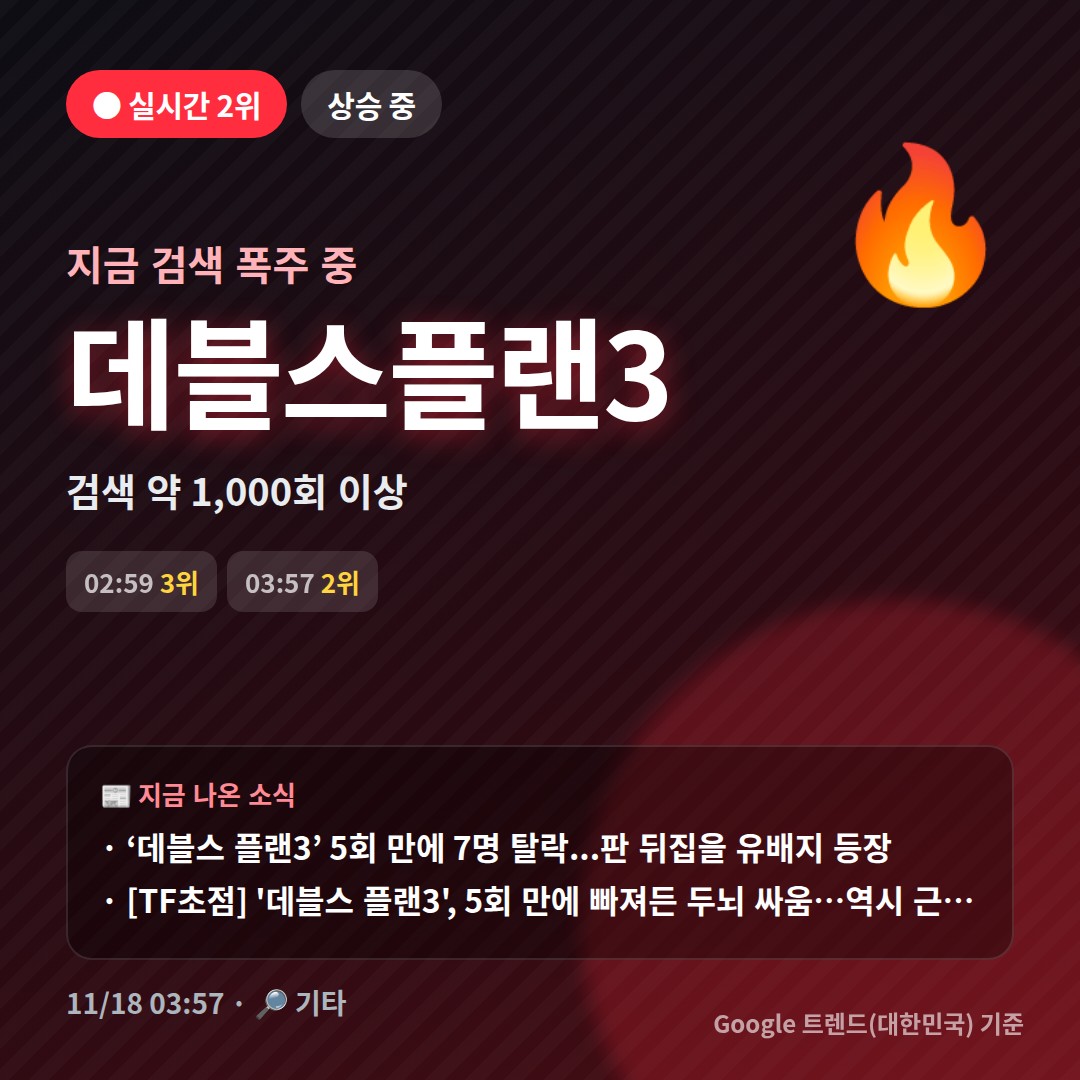 실시간 2위 상승 중
지금 검색 폭주 중
데블스플랜3
검색 약 1,000회 이상
02:59 3위 03:57 2위
📰 지금 나온 소식
· ‘데블스 플랜3’ 5회 만에 7명 탈락...판 뒤집을 유배지 등장
· [TF초점] '데블스 플랜3', 5회 만에 빠져든 두뇌 싸움…역시 근…
11/18 03:57 · 🔎 기타
Google 트렌드(대한민국) 기준